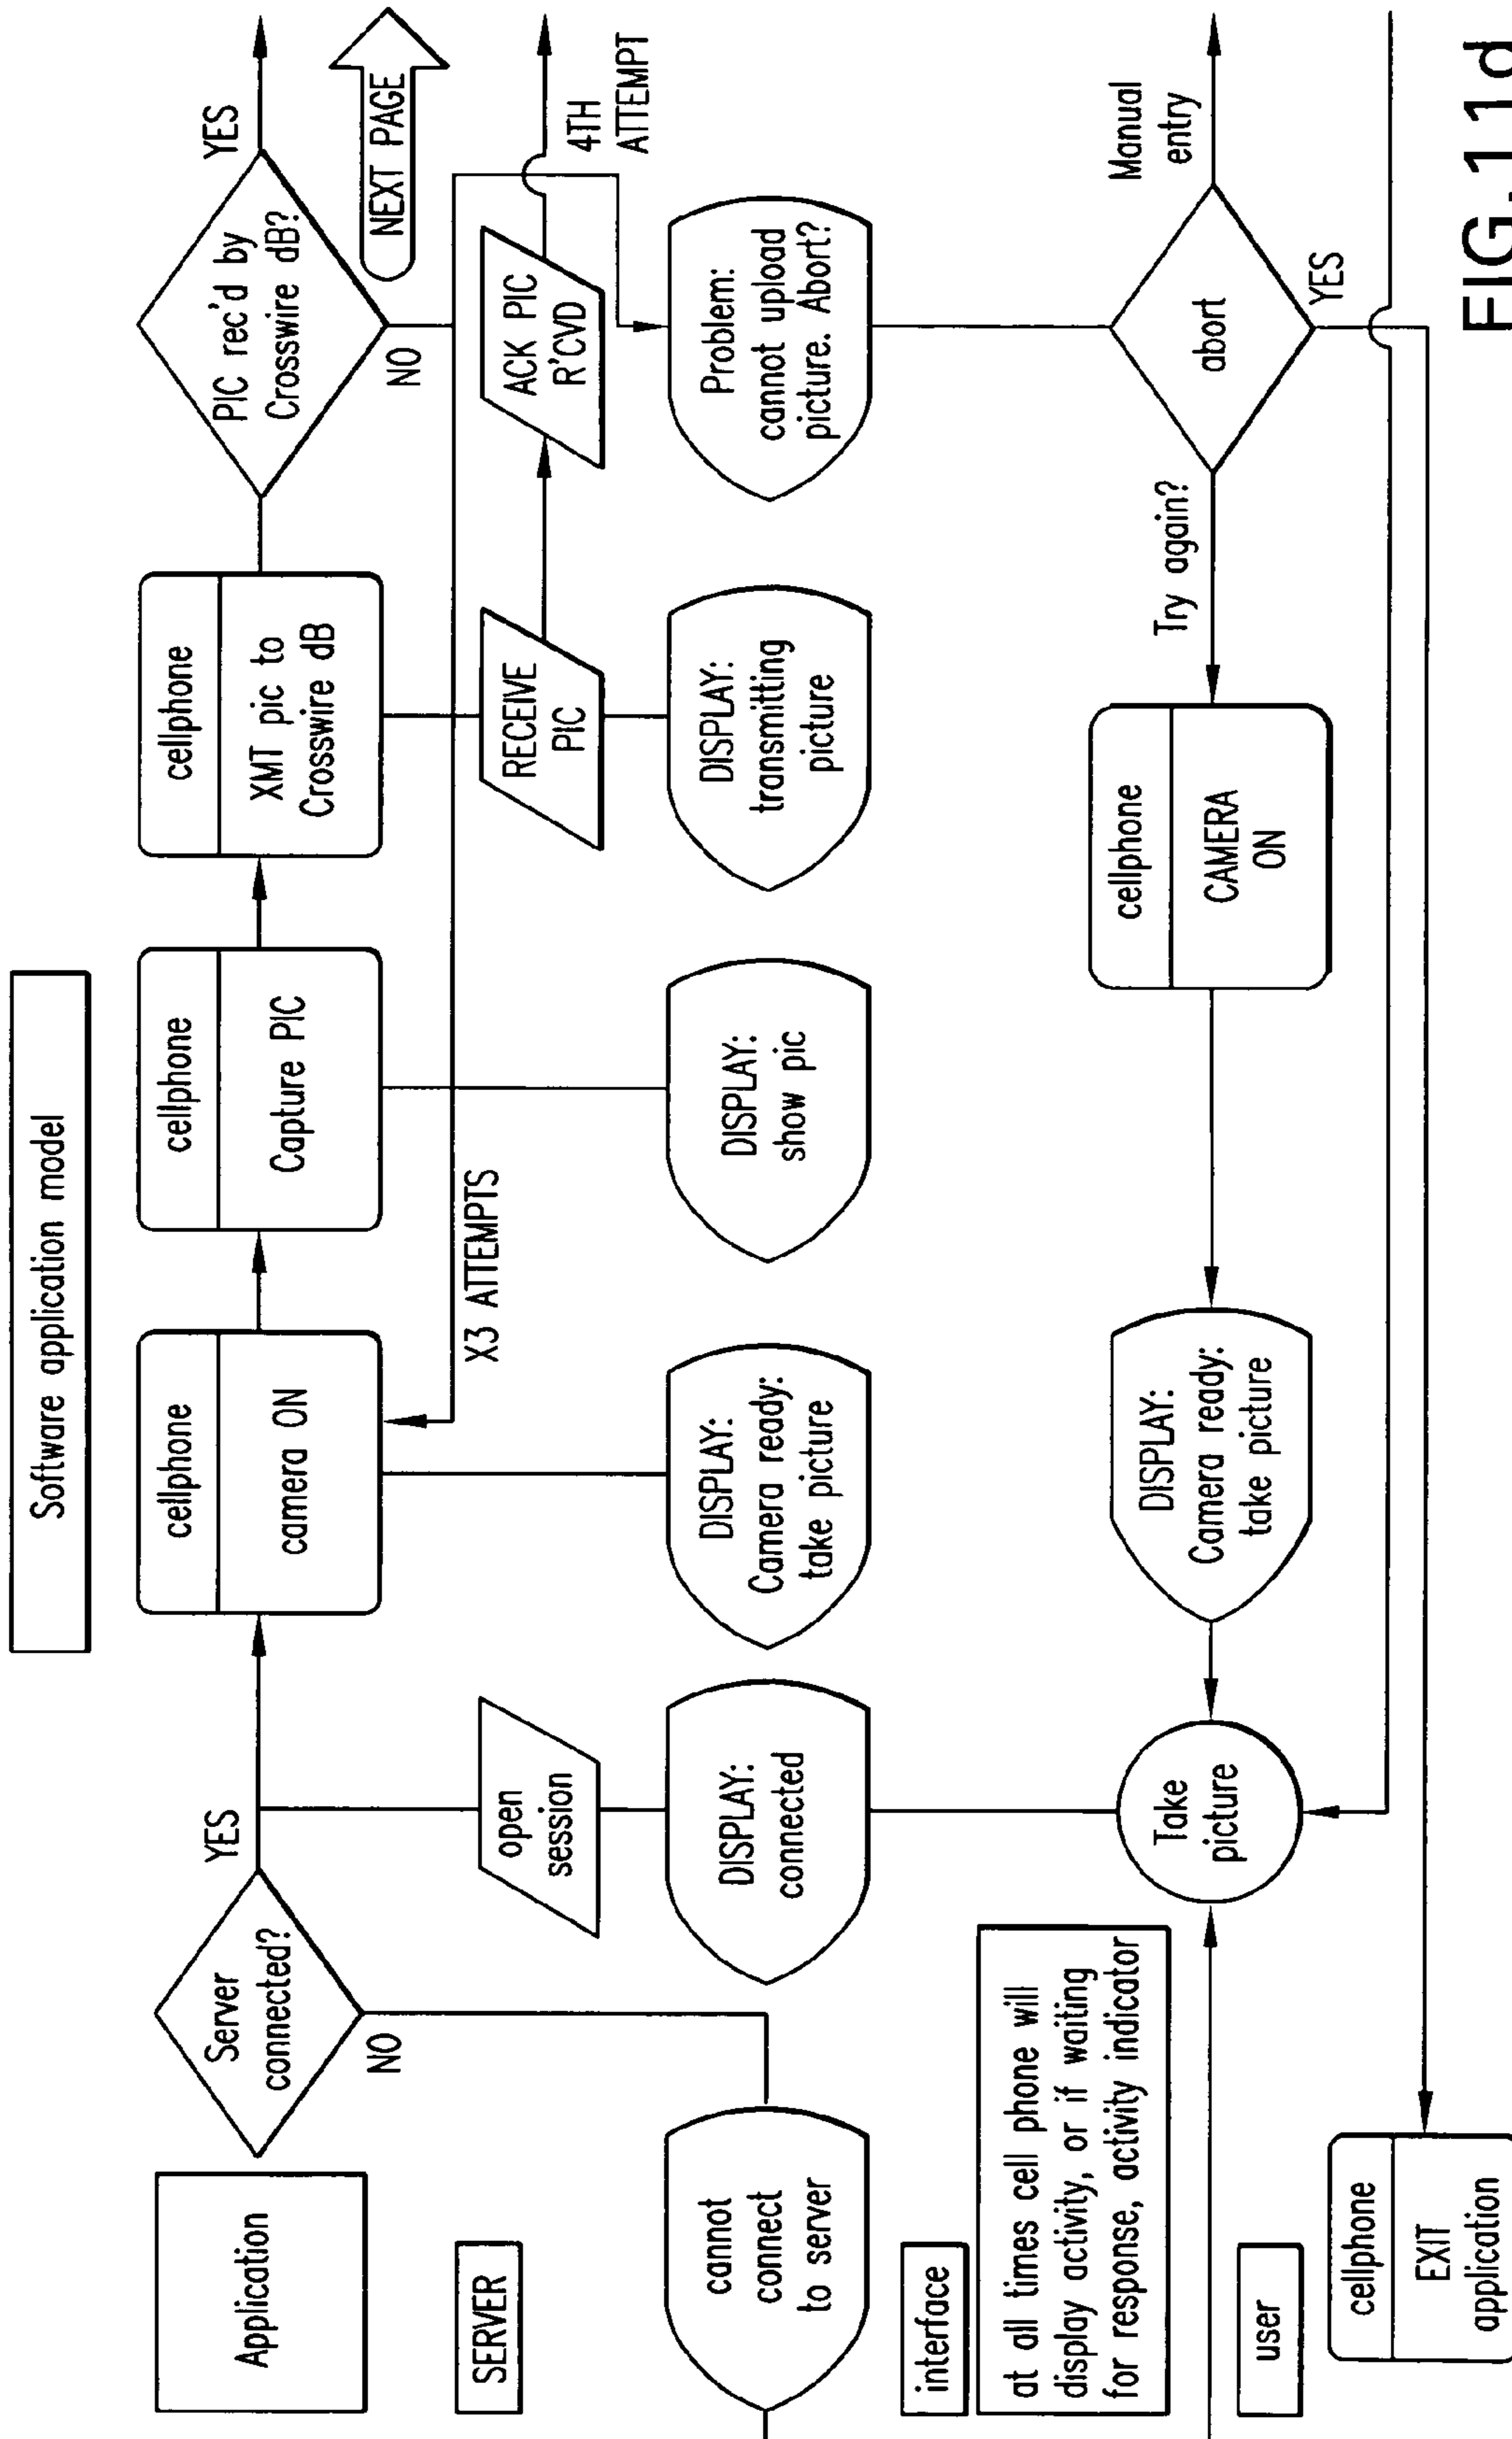 Software application model
Application
Server
connected?
YES
NO
cellphone
camera ON
cellphone
Capture PIC
cellphone
XMT pic to
Crosswire dB
PIC rec'd by
Crosswire dB?
YES
NO
NEXT PAGE
X3 ATTEMPTS
SERVER
open
session
RECEIVE
PIC
ACK PIC
R'CVD
4TH
ATTEMPT
cannot
connect
to server
DISPLAY:
connected
DISPLAY:
Camera ready:
take picture
DISPLAY:
show pic
DISPLAY:
transmitting
picture
Problem:
cannot upload
picture. Abort?
interface
at all times cell phone will
display activity, or if waiting
for response, activity indicator
Take
picture
DISPLAY:
Camera ready:
take picture
cellphone
CAMERA
ON
Try again?
abort
Manual
entry
YES
user
cellphone
EXIT
application
FIG.11d